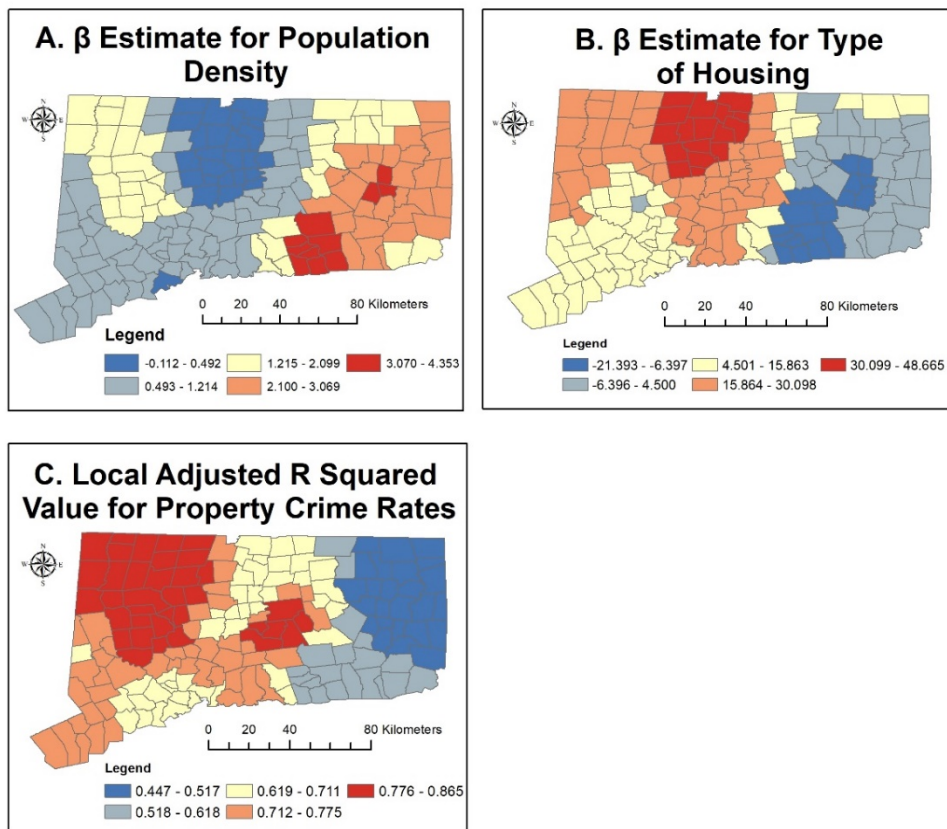 A. β Estimate for Population
Density
N
W E
S
0 20 40 80 Kilometers
Legend
-0.112 - 0.492 1.215 - 2.099 3.070 - 4.353
0.493 - 1.214 2.100 - 3.069
B. β Estimate for Type
of Housing
N
W E
S
0 20 40 80 Kilometers
Legend
-21.393 - -6.397 4.501 - 15.863 30.099 - 48.665
-6.396 - 4.500 15.864 - 30.098
C. Local Adjusted R Squared
Value for Property Crime Rates
N
W E
S
0 20 40 80 Kilometers
Legend
0.447 - 0.517 0.619 - 0.711 0.776 - 0.865
0.518 - 0.618 0.712 - 0.775